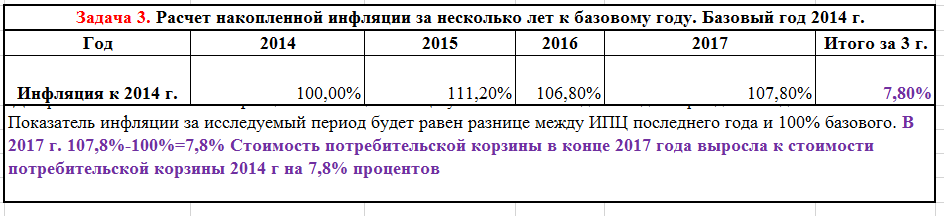 Задача 3. Расчет накопленной инфляции за несколько лет к базовому году. Базовый год 2014 г.
Год 2014 2015 2016 2017 Итого за 3 г.
Инфляция к 2014 г. 100,00% 111,20% 106,80% 107,80% 7,80%
Показатель инфляции за исследуемый период будет равен разнице между ИПЦ последнего года и 100% базового. В
2017 г. 107,8%-100%=7,8% Стоимость потребительской корзины в конце 2017 года выросла к стоимости
потребительской корзины 2014 г на 7,8% процентов